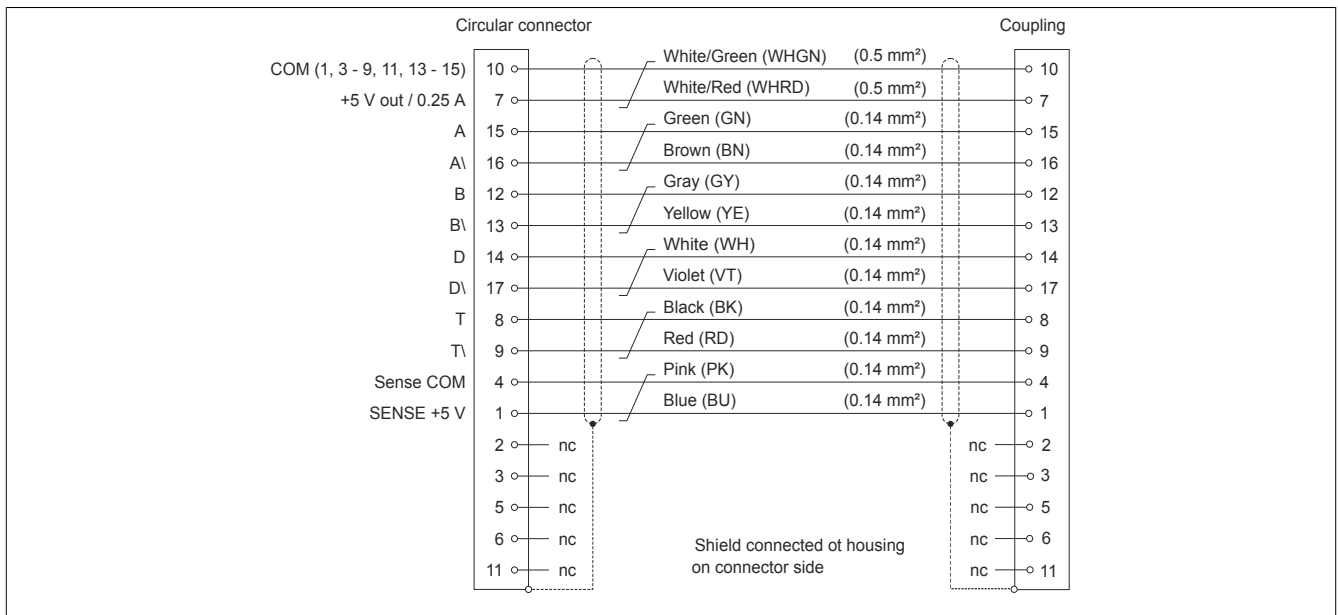 Circular connector Coupling
COM (1, 3 - 9, 11, 13 - 15) 10 White/Green (WHGN) (0.5 mm²) 10
+5 V out / 0.25 A 7 White/Red (WHRD) (0.5 mm²) 7
A 15 Green (GN) (0.14 mm²) 15
A\ 16 Brown (BN) (0.14 mm²) 16
B 12 Gray (GY) (0.14 mm²) 12
B\ 13 Yellow (YE) (0.14 mm²) 13
D 14 White (WH) (0.14 mm²) 14
D\ 17 Violet (VT) (0.14 mm²) 17
T 8 Black (BK) (0.14 mm²) 8
T\ 9 Red (RD) (0.14 mm²) 9
Sense COM 4 Pink (PK) (0.14 mm²) 4
SENSE +5 V 1 Blue (BU) (0.14 mm²) 1
2 nc nc 2
3 nc nc 3
5 nc nc 5
6 nc nc 6
11 nc nc 11
Shield connected ot housing
on connector side